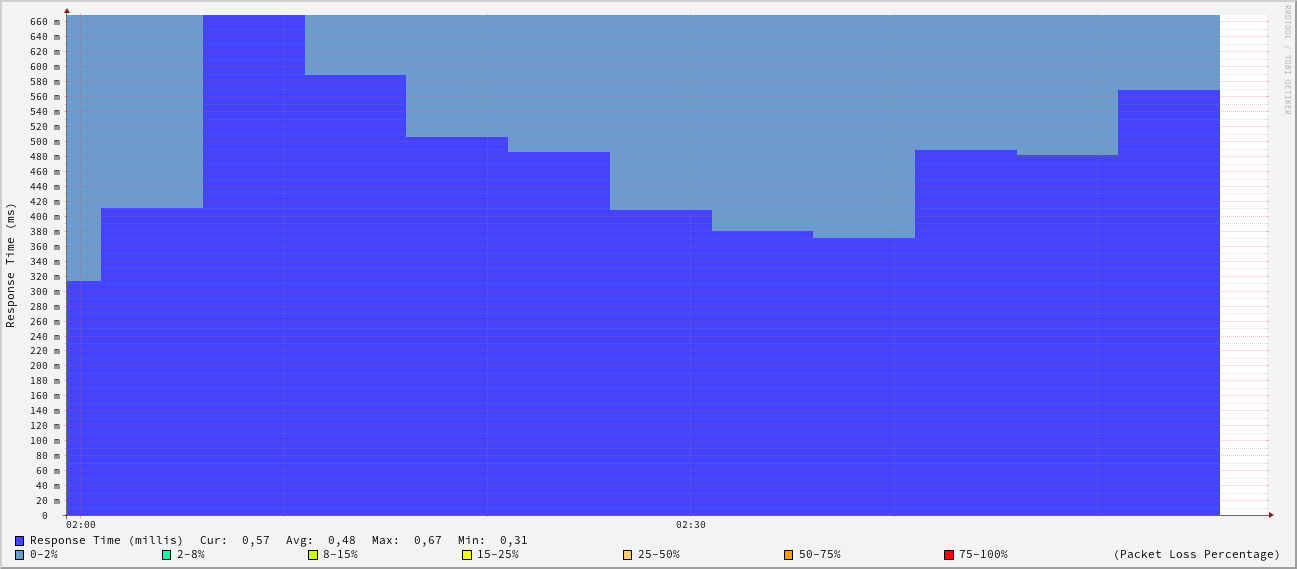 RRDTOOL / TOBI OETIKER
Response Time (ms)
660 m
640 m
620 m
600 m
580 m
560 m
540 m
520 m
500 m
480 m
460 m
440 m
420 m
400 m
380 m
360 m
340 m
320 m
300 m
280 m
260 m
240 m
220 m
200 m
180 m
160 m
140 m
120 m
100 m
80 m
60 m
40 m
20 m
0
02:00 02:30
Response Time (millis) Cur: 0,57 Avg: 0,48 Max: 0,67 Min: 0,31
0-2% 2-8% 8-15% 15-25% 25-50% 50-75% 75-100% (Packet Loss Percentage)